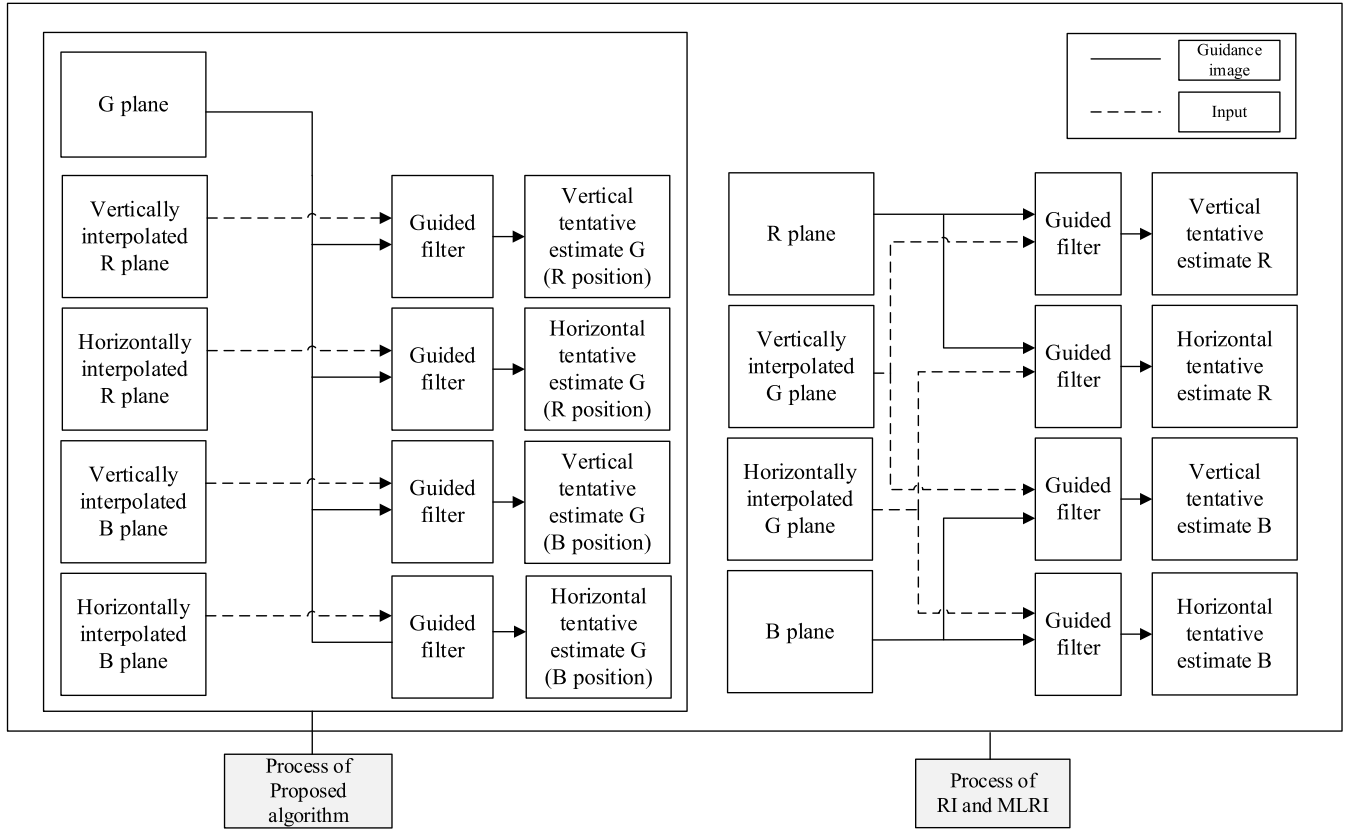 G plane
Vertically
interpolated
R plane
Guided
filter
Vertical
tentative
estimate G
(R position)
Horizontally
interpolated
R plane
Guided
filter
Horizontal
tentative
estimate G
(R position)
Vertically
interpolated
B plane
Guided
filter
Vertical
tentative
estimate G
(B position)
Horizontally
interpolated
B plane
Guided
filter
Horizontal
tentative
estimate G
(B position)
Guidance
image
Input
R plane
Guided
filter
Vertical
tentative
estimate R
Vertically
interpolated
G plane
Guided
filter
Horizontal
tentative
estimate R
Horizontally
interpolated
G plane
Guided
filter
Vertical
tentative
estimate B
B plane
Guided
filter
Horizontal
tentative
estimate B
Process of
Proposed
algorithm
Process of
RI and MLRI